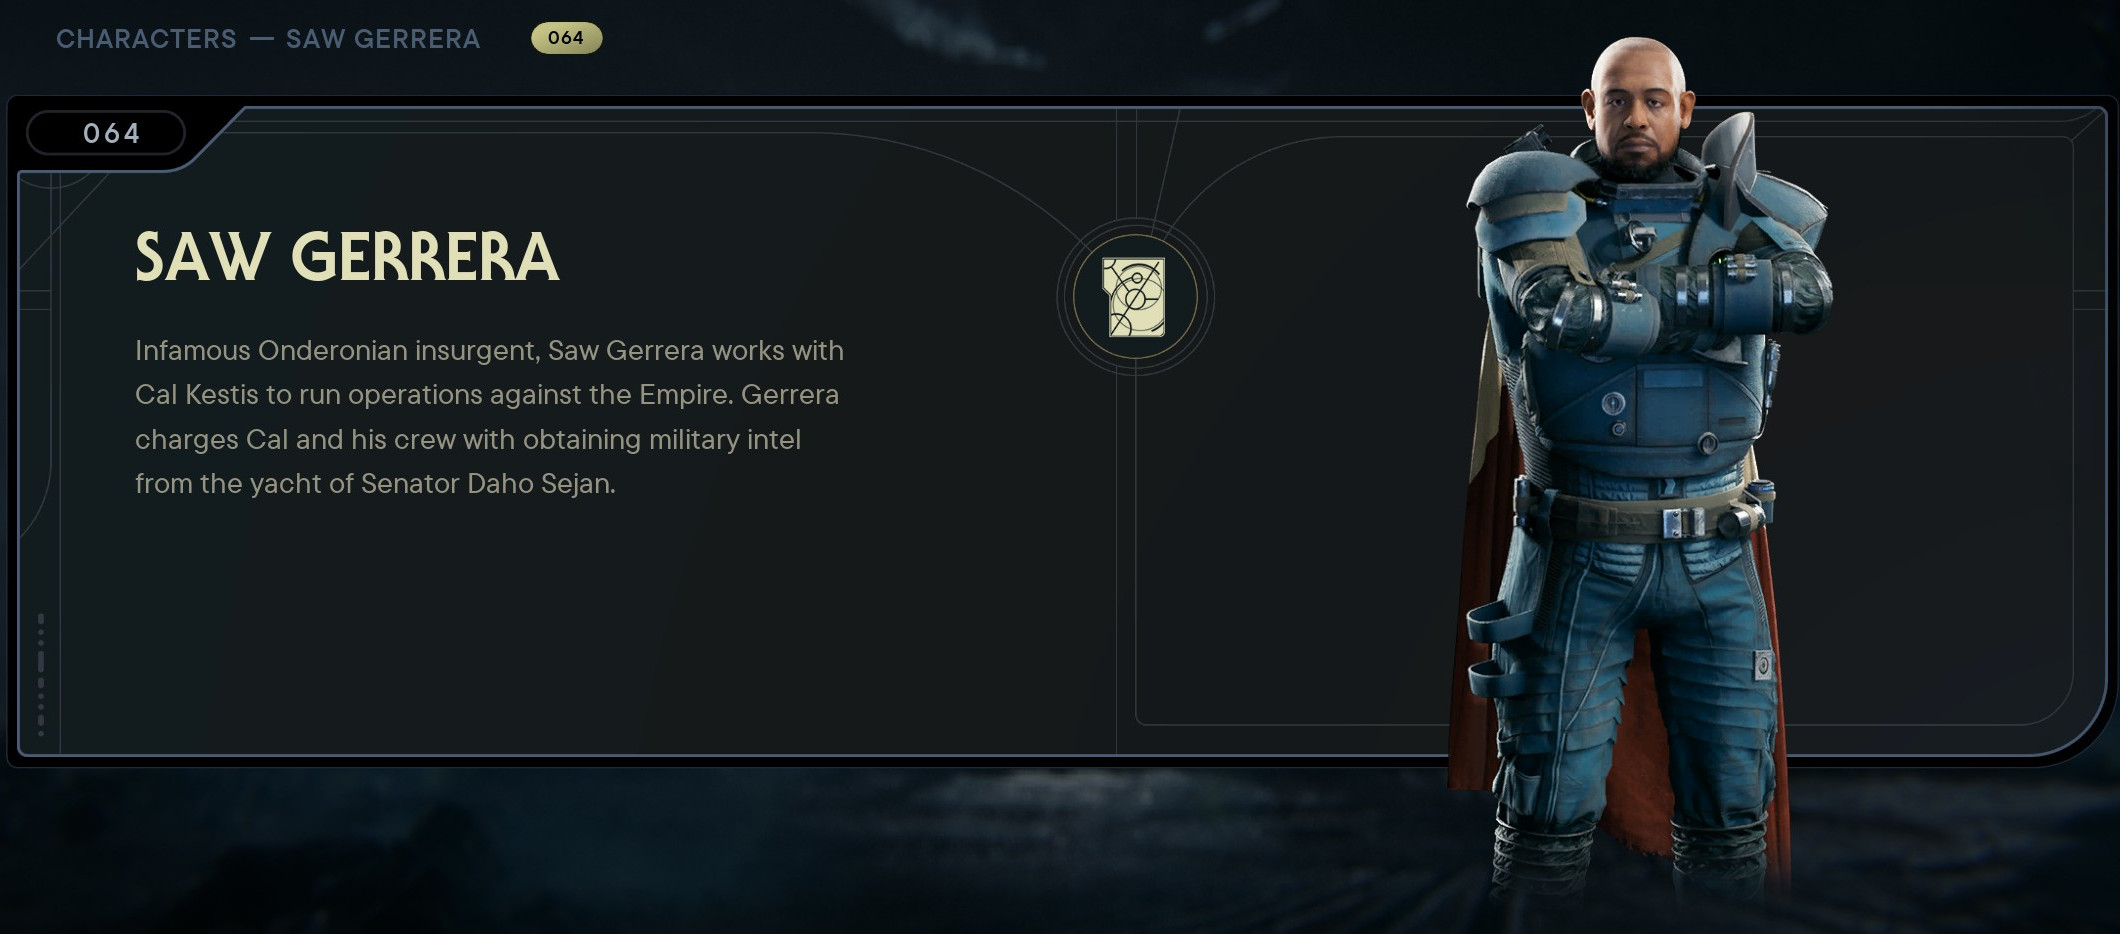 CHARACTERS — SAW GERRERA 064
064
SAW GERRERA
Infamous Onderonian insurgent, Saw Gerrera works with
Cal Kestis to run operations against the Empire. Gerrera
charges Cal and his crew with obtaining military intel
from the yacht of Senator Daho Sejan.